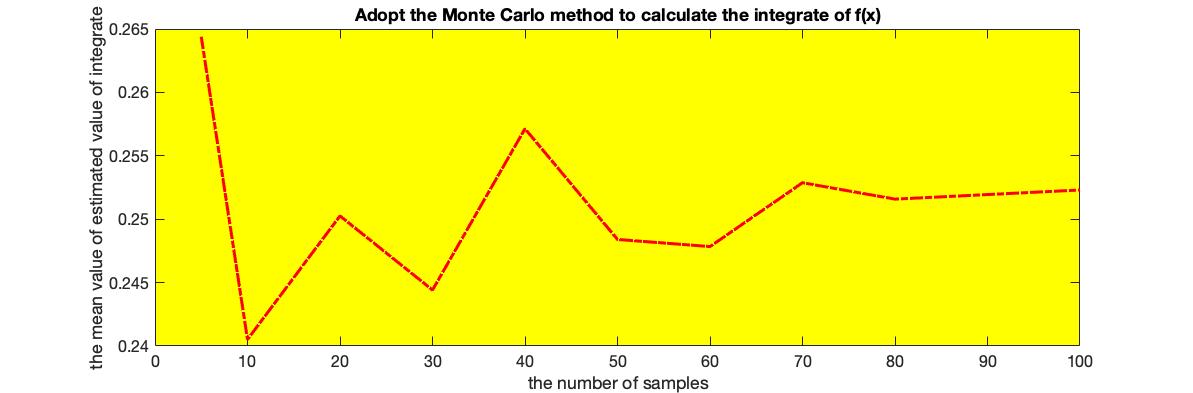 Adopt the Monte Carlo method to calculate the integrate of f(x)
the mean value of estimated value of integrate
0.265
0.26
0.255
0.25
0.245
0.24
0 10 20 30 40 50 60 70 80 90 100
the number of samples